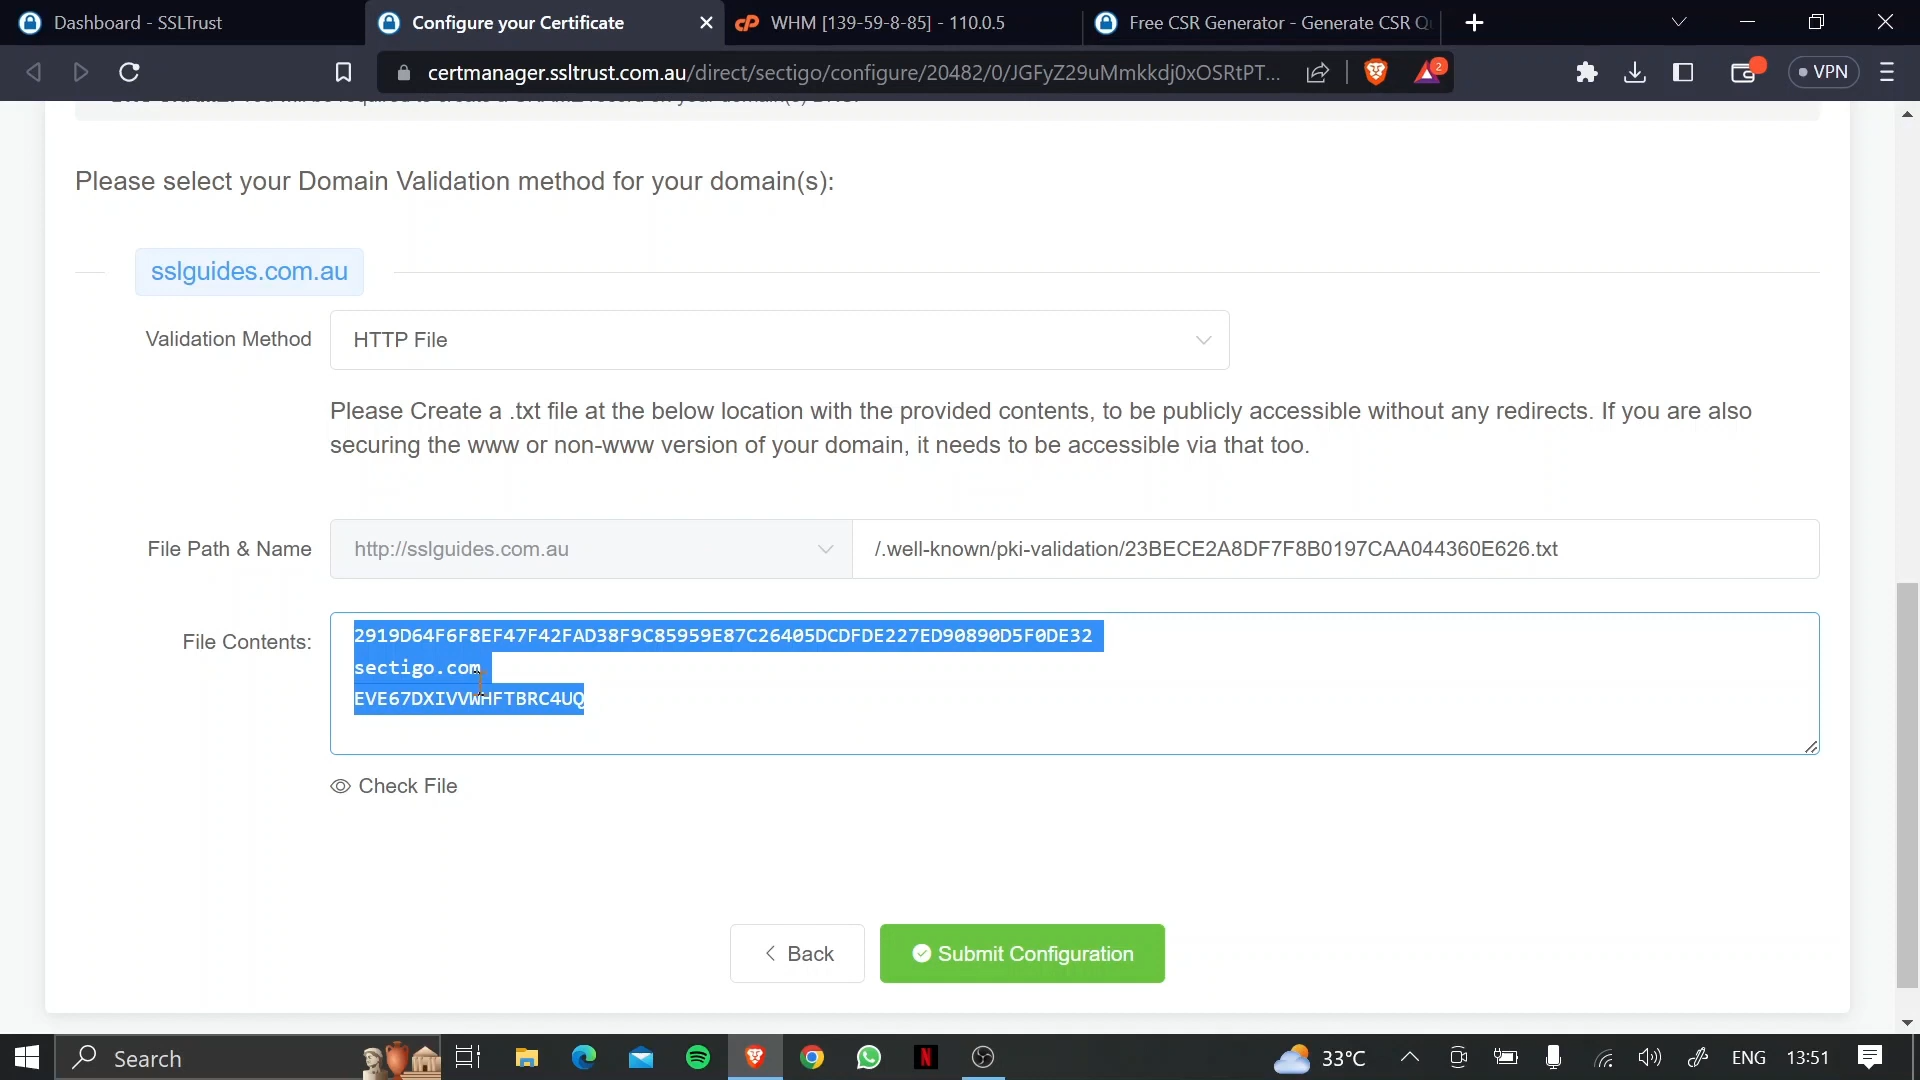 Dashboard - SSLTrust
Configure your Certificate
WHM [139-59-8-85] - 110.0.5
Free CSR Generator - Generate CSR
certmanager.ssltrust.com.au/direct/sectigo/configure/20482/0/JGFyZ29uMmkkdj0xOSRtPT...
2
VPN
Please select your Domain Validation method for your domain(s):
sslguides.com.au
Validation Method
HTTP File
Please Create a .txt file at the below location with the provided contents, to be publicly accessible without any redirects. If you are also
securing the www or non-www version of your domain, it needs to be accessible via that too.
File Path & Name
http://sslguides.com.au
/.well-known/pki-validation/23BECE2A8DF7F8B0197CAA044360E626.txt
File Contents:
2919D64F6F8EF47F42FAD38F9C85959E87C26405DCDFDE227ED90890D5F0DE32
sectigo.com
EVE67DXIVVWHFTBRC4UQ
Check File
Back
Submit Configuration
Search
33°C
ENG
13:51